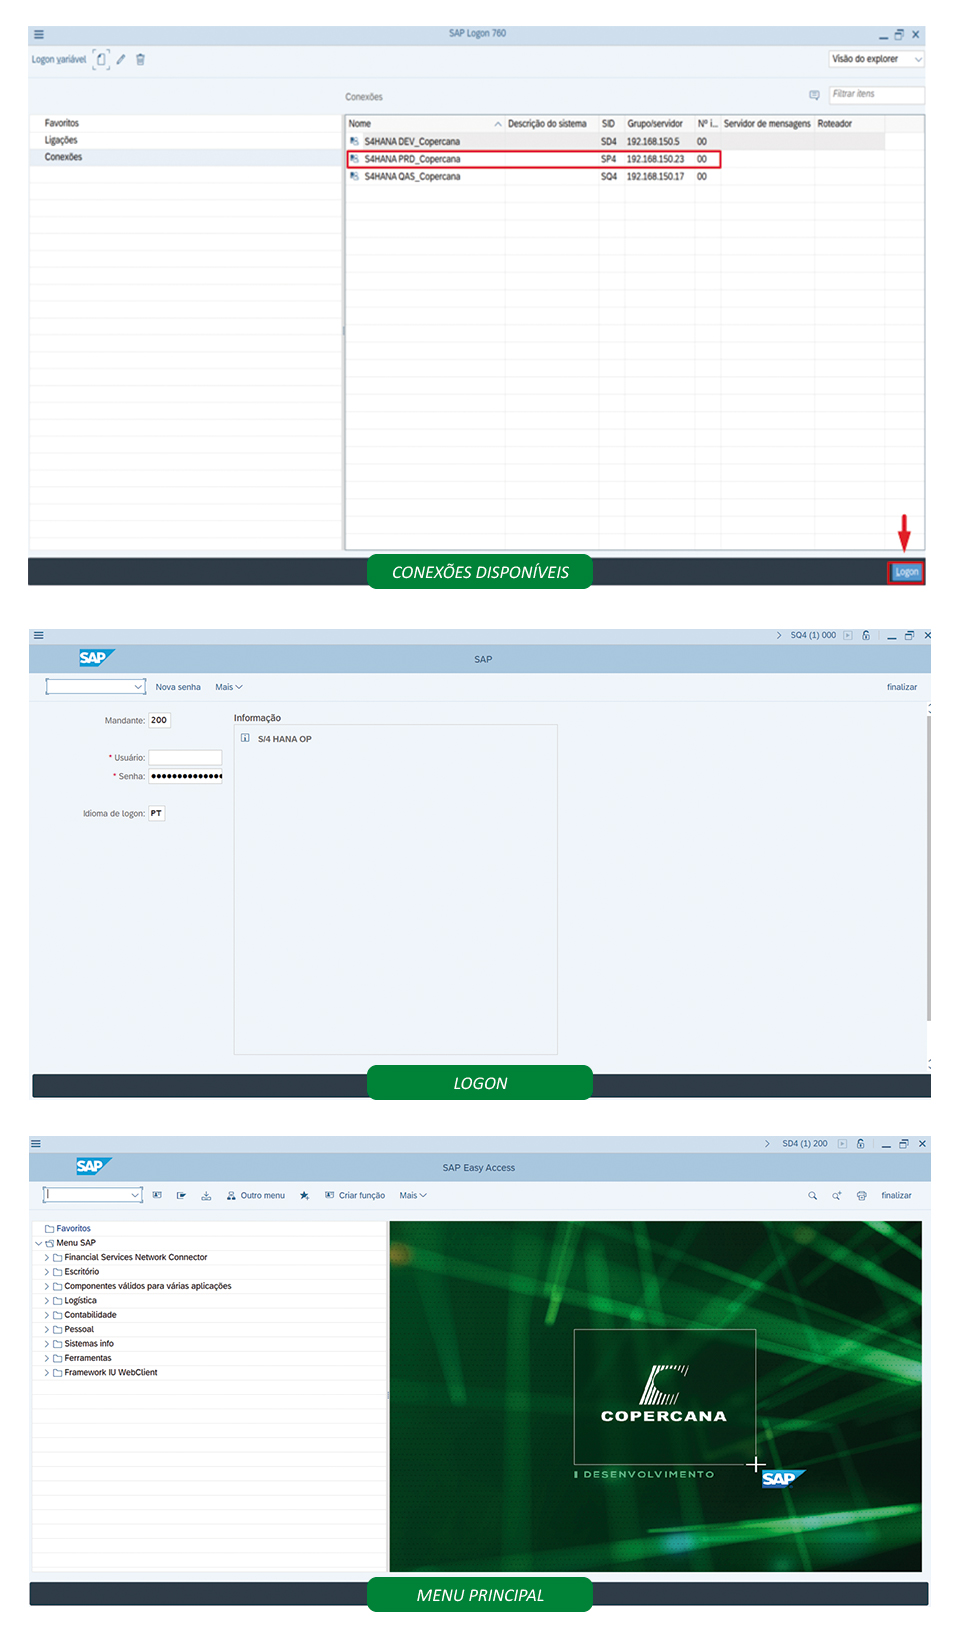 SAP Logon 760
Logon variável
Visão do explorer
Conexões
Filtrar itens
Favoritos
Ligações
Conexões
Nome Descrição do sistema SID Grupo/servidor Nº i... Servidor de mensagens Roteador
S4HANA DEV_Copercana SD4 192.168.150.5 00
S4HANA PRD_Copercana SP4 192.168.150.23 00
S4HANA QAS_Copercana SQ4 192.168.150.17 00
Logon
CONEXÕES DISPONÍVEIS
SQ4 (1) 000
SAP
SAP
Nova senha Mais finalizar
Mandante: 200
Informação
S/4 HANA OP
* Usuário:
* Senha:
Idioma de logon: PT
LOGON
SD4 (1) 200
SAP
SAP Easy Access
Outro menu Criar função Mais finalizar
Favoritos
Menu SAP
Financial Services Network Connector
Escritório
Componentes válidos para várias aplicações
Logística
Contabilidade
Pessoal
Sistemas info
Ferramentas
Framework IU WebClient
COPERCANA
DESENVOLVIMENTO
SAP
MENU PRINCIPAL